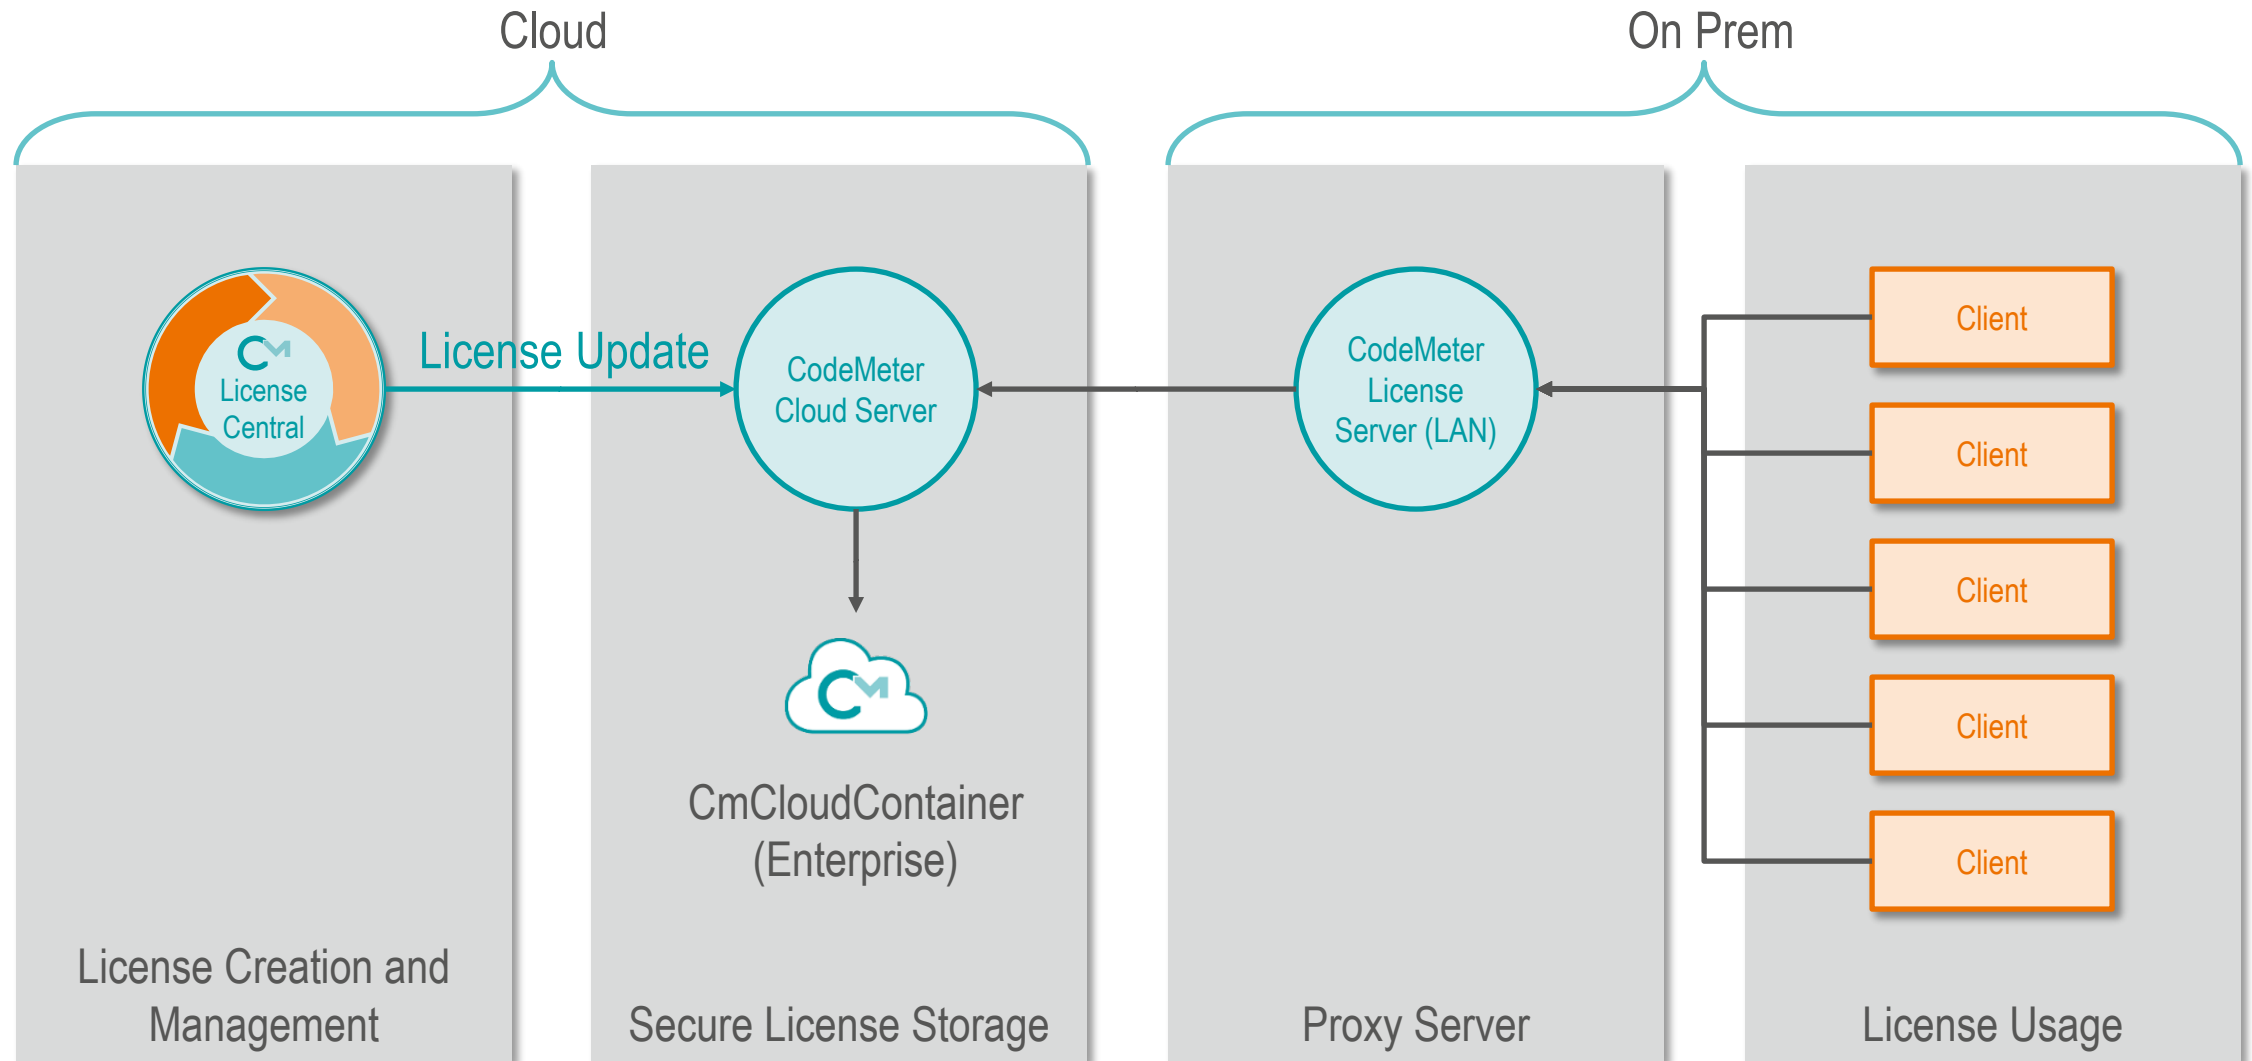 Cloud
On Prem
License
Central
License Update
CodeMeter
Cloud Server
CodeMeter
License
Server (LAN)
Client
Client
Client
Client
Client
CmCloudContainer
(Enterprise)
License Creation and
Management
Secure License Storage
Proxy Server
License Usage